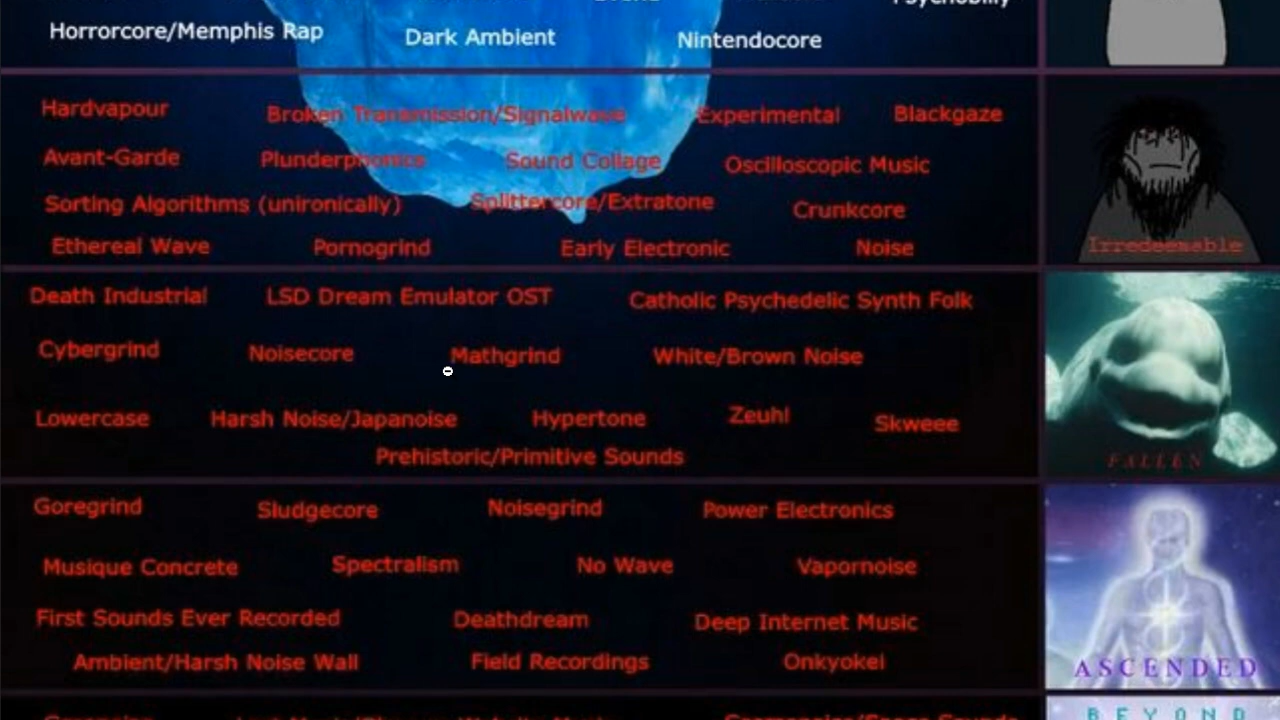 Psychobilly
Horrorcore/Memphis Rap Dark Ambient Nintendocore
Hardvapour Broken Transmission/Signalwave Experimental Blackgaze
Avant-Garde Plunderphonics Sound Collage Oscilloscopic Music
Sorting Algorithms (unironically) Splittercore/Extratone Crunkcore
Ethereal Wave Pornogrind Early Electronic Noise
Irredeemable
Death Industrial LSD Dream Emulator OST Catholic Psychedelic Synth Folk
Cybergrind Noisecore Mathgrind White/Brown Noise
Lowercase Harsh Noise/Japanoise Hypertone Zeuhl Skweee
Prehistoric/Primitive Sounds
FALLEN
Goregrind Sludgecore Noisegrind Power Electronics
Musique Concrete Spectralism No Wave Vapornoise
First Sounds Ever Recorded Deathdream Deep Internet Music
Ambient/Harsh Noise Wall Field Recordings Onkyokei
ASCENDED
BEYOND